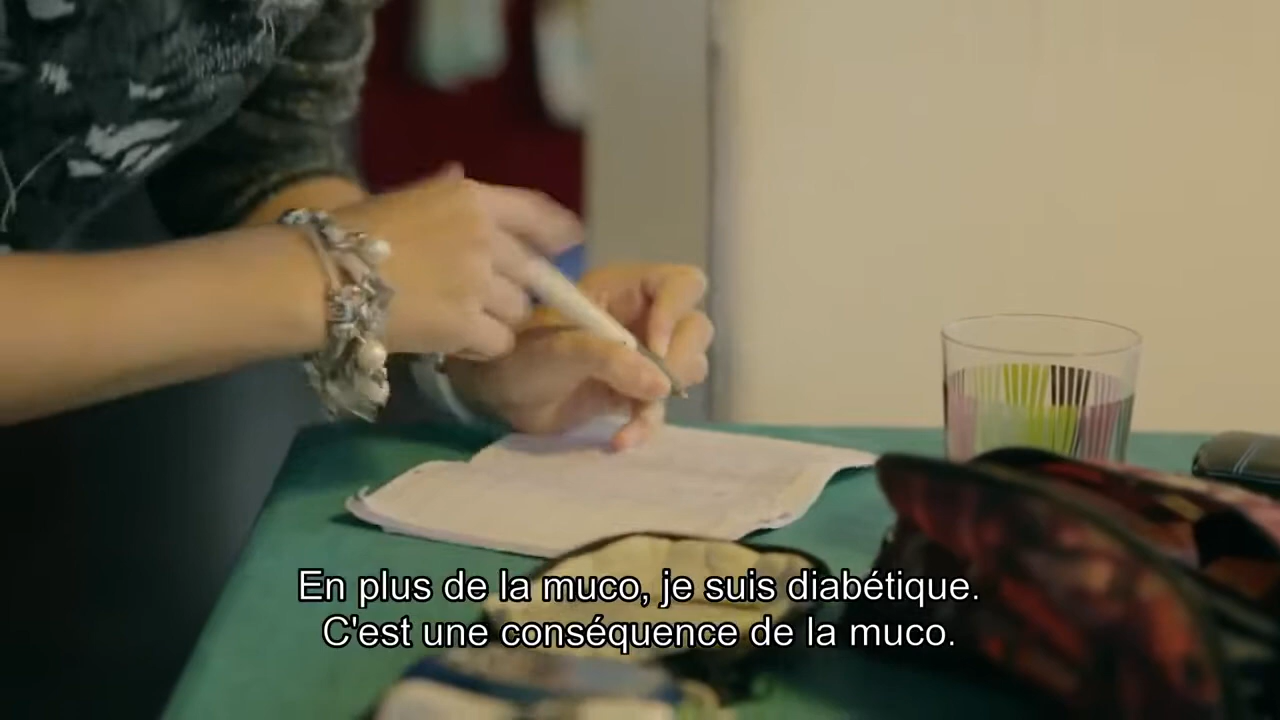 En plus de la muco, je suis diabétique.
C'est une conséquence de la muco.